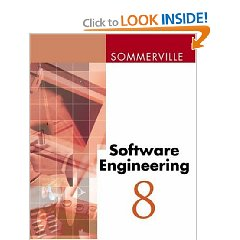 Click to LOOK INSIDE!
SOMMERVILLE
Software
Engineering
8